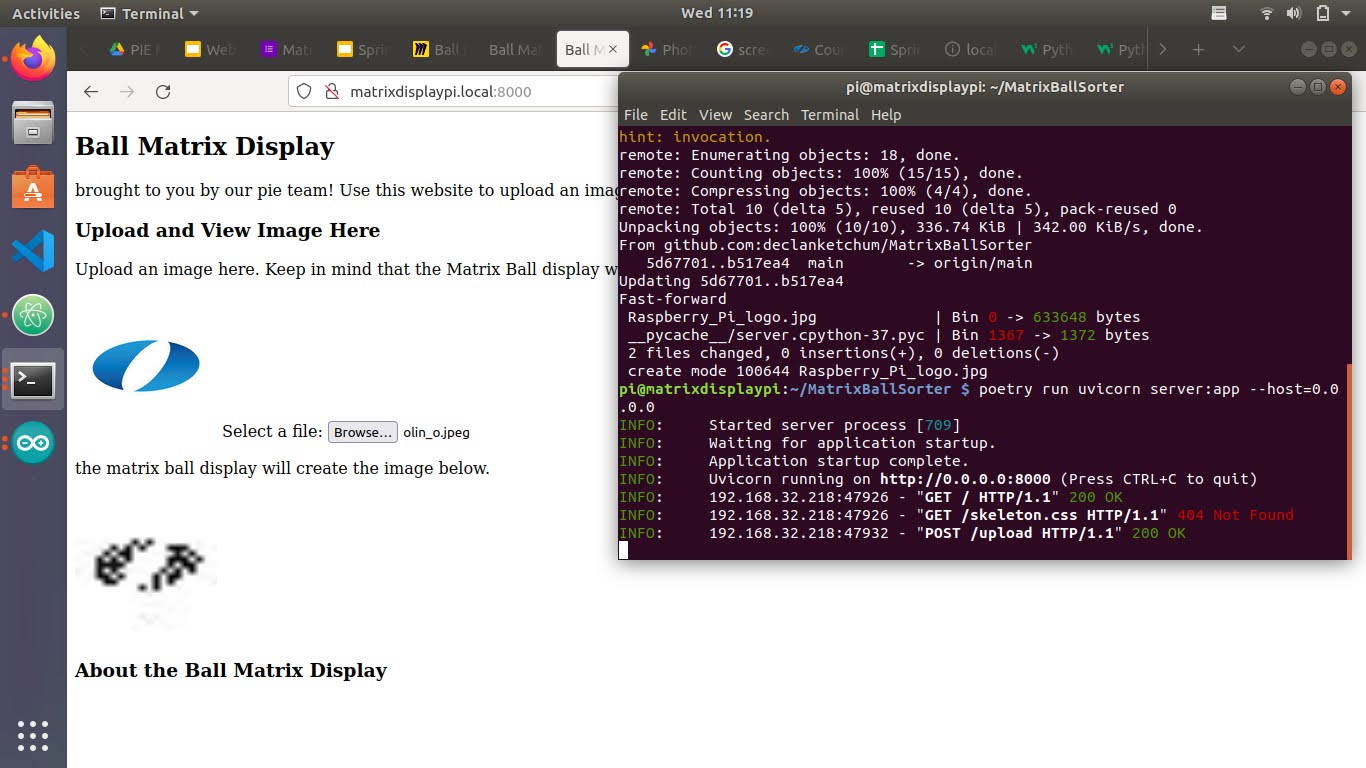 Activities Terminal Wed 11:19
PIE Web Matr Sprin Ball Ball Ma Ball M Phot scre Cour Sprin loca Pyth Pyt
matrixdisplaypi.local:8000
Ball Matrix Display
brought to you by our pie team! Use this website to upload an imag
Upload and View Image Here
Upload an image here. Keep in mind that the Matrix Ball display w
Select a file: Browse... olin_o.jpeg
the matrix ball display will create the image below.
About the Ball Matrix Display
pi@matrixdisplaypi: ~/MatrixBallSorter
File Edit View Search Terminal Help
hint: invocation.
remote: Enumerating objects: 18, done.
remote: Counting objects: 100% (15/15), done.
remote: Compressing objects: 100% (4/4), done.
remote: Total 10 (delta 5), reused 10 (delta 5), pack-reused 0
Unpacking objects: 100% (10/10), 336.74 KiB | 342.00 KiB/s, done.
From github.com:declanketchum/MatrixBallSorter
5d67701..b517ea4 main -> origin/main
Updating 5d67701..b517ea4
Fast-forward
Raspberry_Pi_logo.jpg | Bin 0 -> 633648 bytes
__pycache__/server.cpython-37.pyc | Bin 1367 -> 1372 bytes
2 files changed, 0 insertions(+), 0 deletions(-)
create mode 100644 Raspberry_Pi_logo.jpg
pi@matrixdisplaypi:~/MatrixBallSorter $ poetry run uvicorn server:app --host=0.0
.0.0
INFO: Started server process [709]
INFO: Waiting for application startup.
INFO: Application startup complete.
INFO: Uvicorn running on http://0.0.0.0:8000 (Press CTRL+C to quit)
INFO: 192.168.32.218:47926 - "GET / HTTP/1.1" 200 OK
INFO: 192.168.32.218:47926 - "GET /skeleton.css HTTP/1.1" 404 Not Found
INFO: 192.168.32.218:47932 - "POST /upload HTTP/1.1" 200 OK